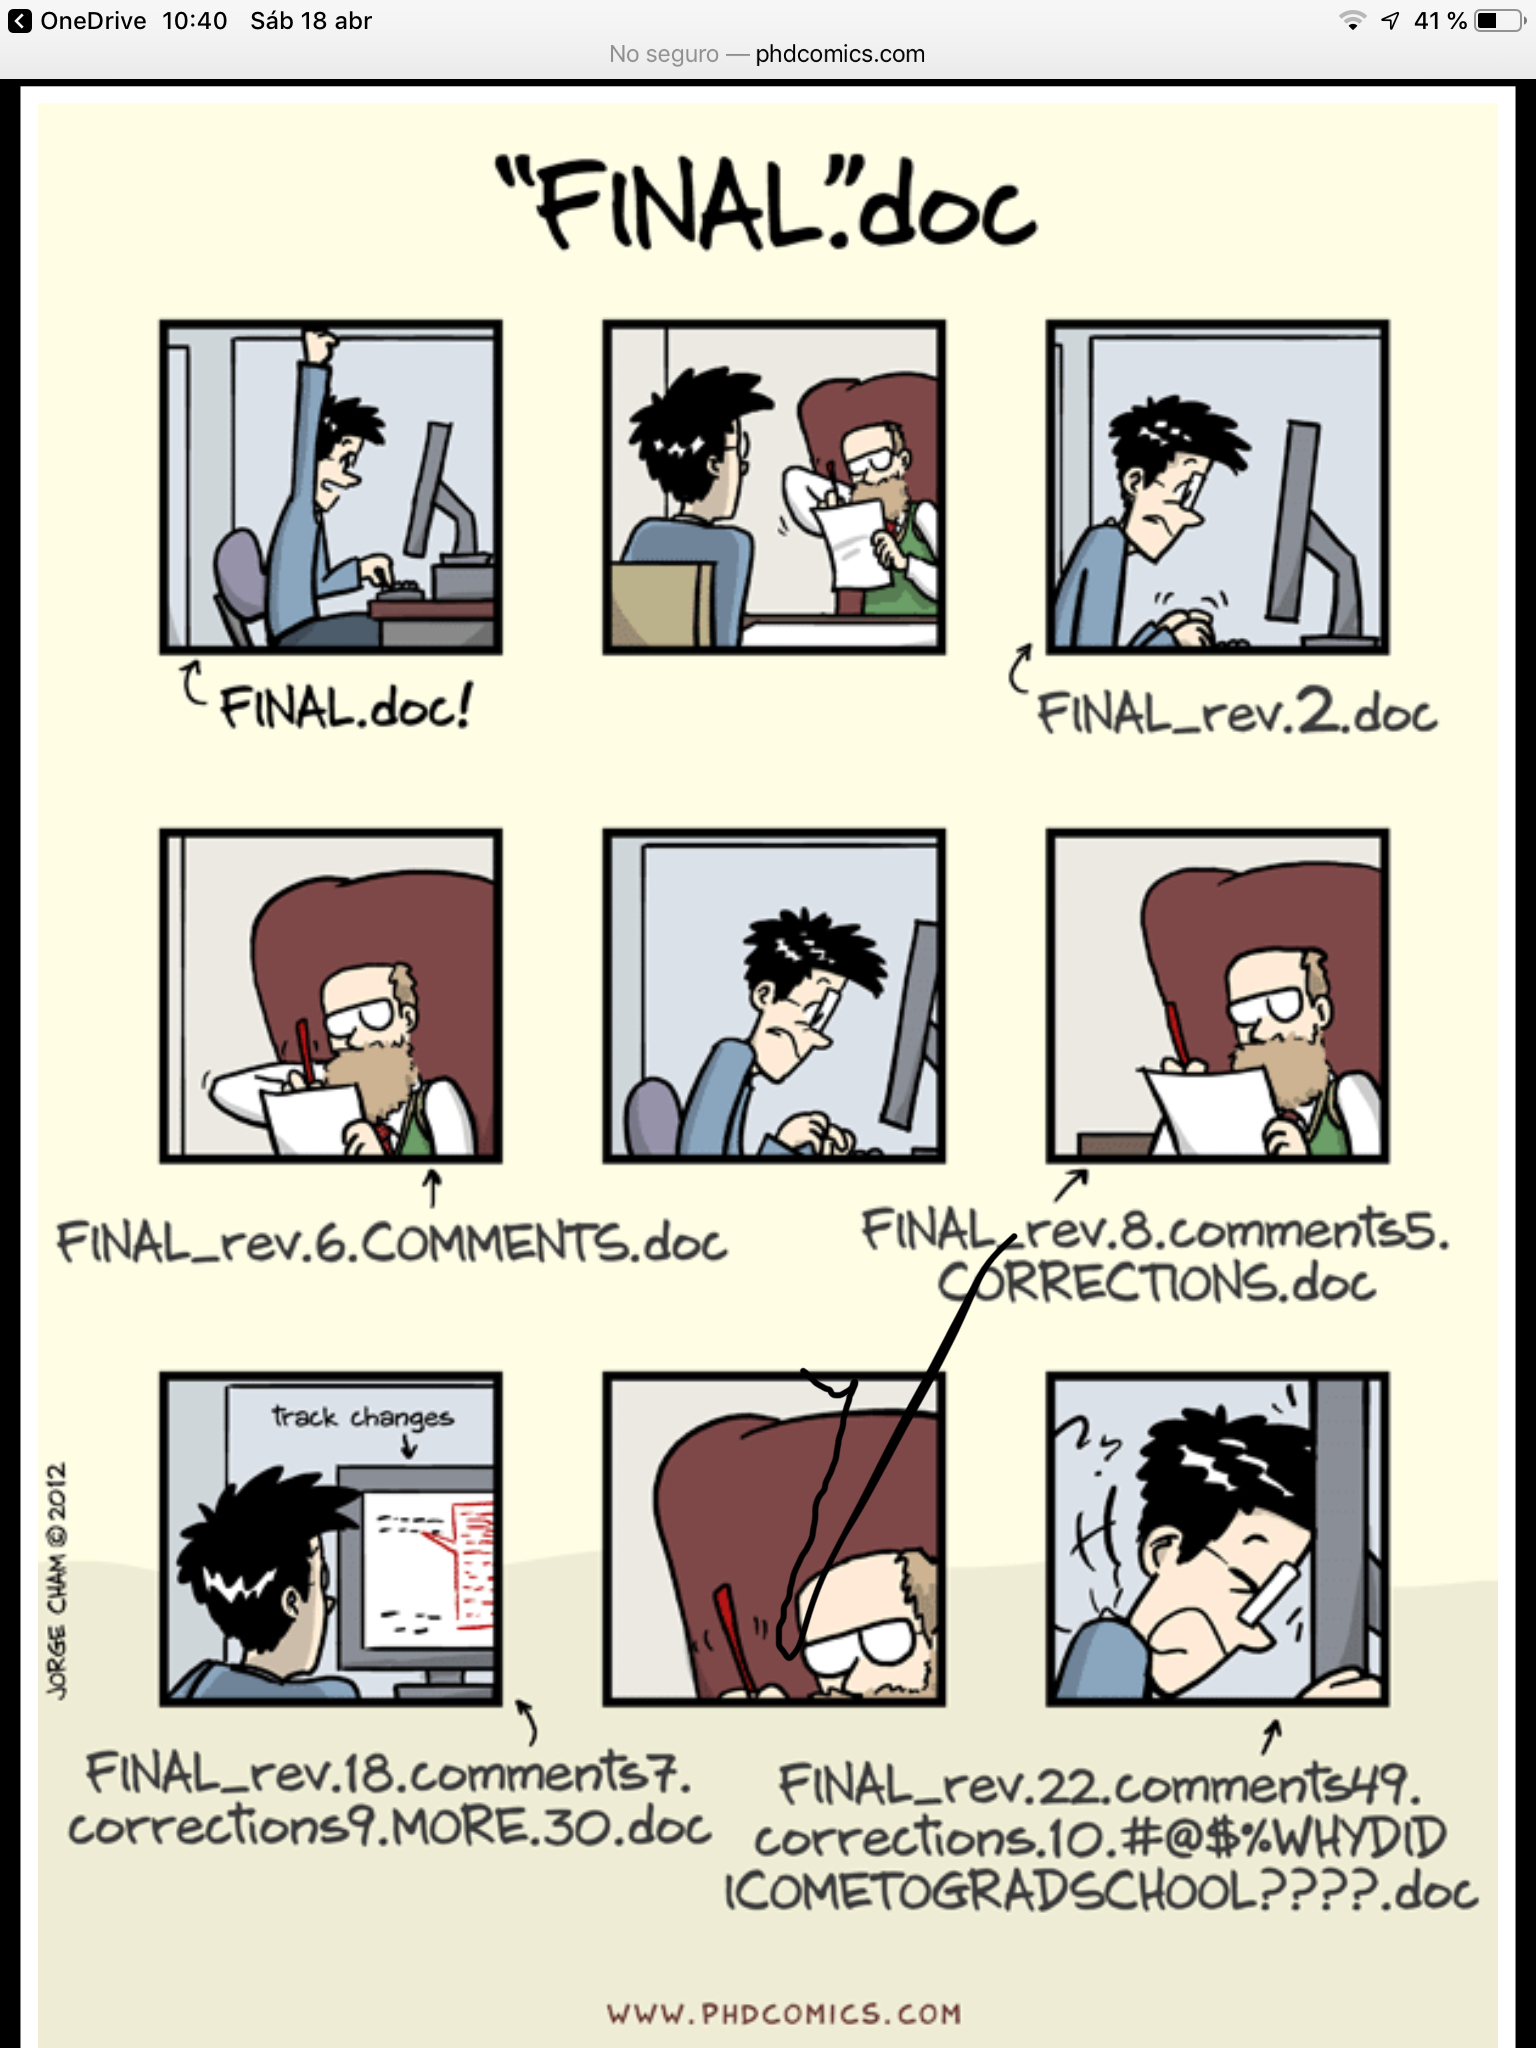 OneDrive 10:40 Sáb 18 abr 41 %
No seguro — phdcomics.com
"FINAL".doc
FINAL.doc!
FINAL_rev.2.doc
FINAL_rev.6.COMMENTS.doc
FINAL_rev.8.comments5.
CORRECTIONS.doc
track changes
JORGE CHAM © 2012
FINAL_rev.18.comments7.
corrections9.MORE.30.doc
FINAL_rev.22.comments49.
corrections.10.#@$%WHYDID
ICOMETOGRADSCHOOL????.doc
WWW.PHDCOMICS.COM